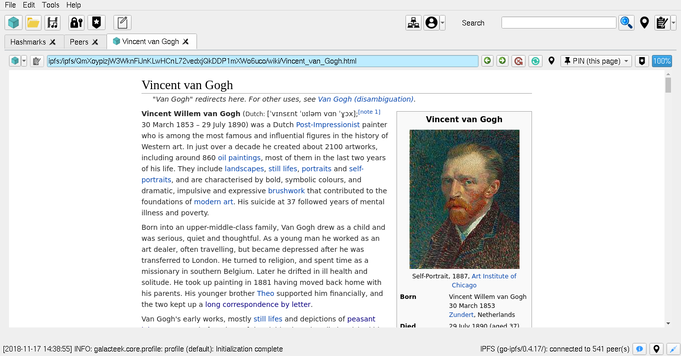 File Edit Tools Help
Search
Hashmarks Peers Vincent van Gogh
PIN (this page) 100%
Vincent van Gogh
"Van Gogh" redirects here. For other uses, see Van Gogh (disambiguation).
Vincent Willem van Gogh (Dutch: [ˈvɪnsɛnt ˈʋɪləm vɑn ˈɣɔx];[note 1]
30 March 1853 – 29 July 1890) was a Dutch Post-Impressionist painter
who is among the most famous and influential figures in the history of
Western art. In just over a decade he created about 2100 artworks,
including around 860 oil paintings, most of them in the last two years
of his life. They include landscapes, still lifes, portraits and self-
portraits, and are characterised by bold, symbolic colours, and
dramatic, impulsive and expressive brushwork that contributed to the
foundations of modern art. His suicide at 37 followed years of mental
illness and poverty.
Born into an upper-middle-class family, Van Gogh drew as a child and
was serious, quiet and thoughtful. As a young man he worked as an
art dealer, often travelling, but became depressed after he was
transferred to London. He turned to religion, and spent time as a
missionary in southern Belgium. Later he drifted in ill health and
solitude. He took up painting in 1881 having moved back home with
his parents. His younger brother Theo supported him financially, and
the two kept up a long correspondence by letter.
Van Gogh's early works, mostly still lifes and depictions of peasant
Vincent van Gogh
Self-Portrait, 1887, Art Institute of
Chicago
Born Vincent Willem van Gogh
30 March 1853
Zundert, Netherlands
Died 29 July 1890 (aged 37)
[2018-11-17 14:38:55] INFO: galacteek.core.profile: profile (default): Initialization complete
IPFS (go-ipfs/0.4.17/): connected to 541 peer(s)